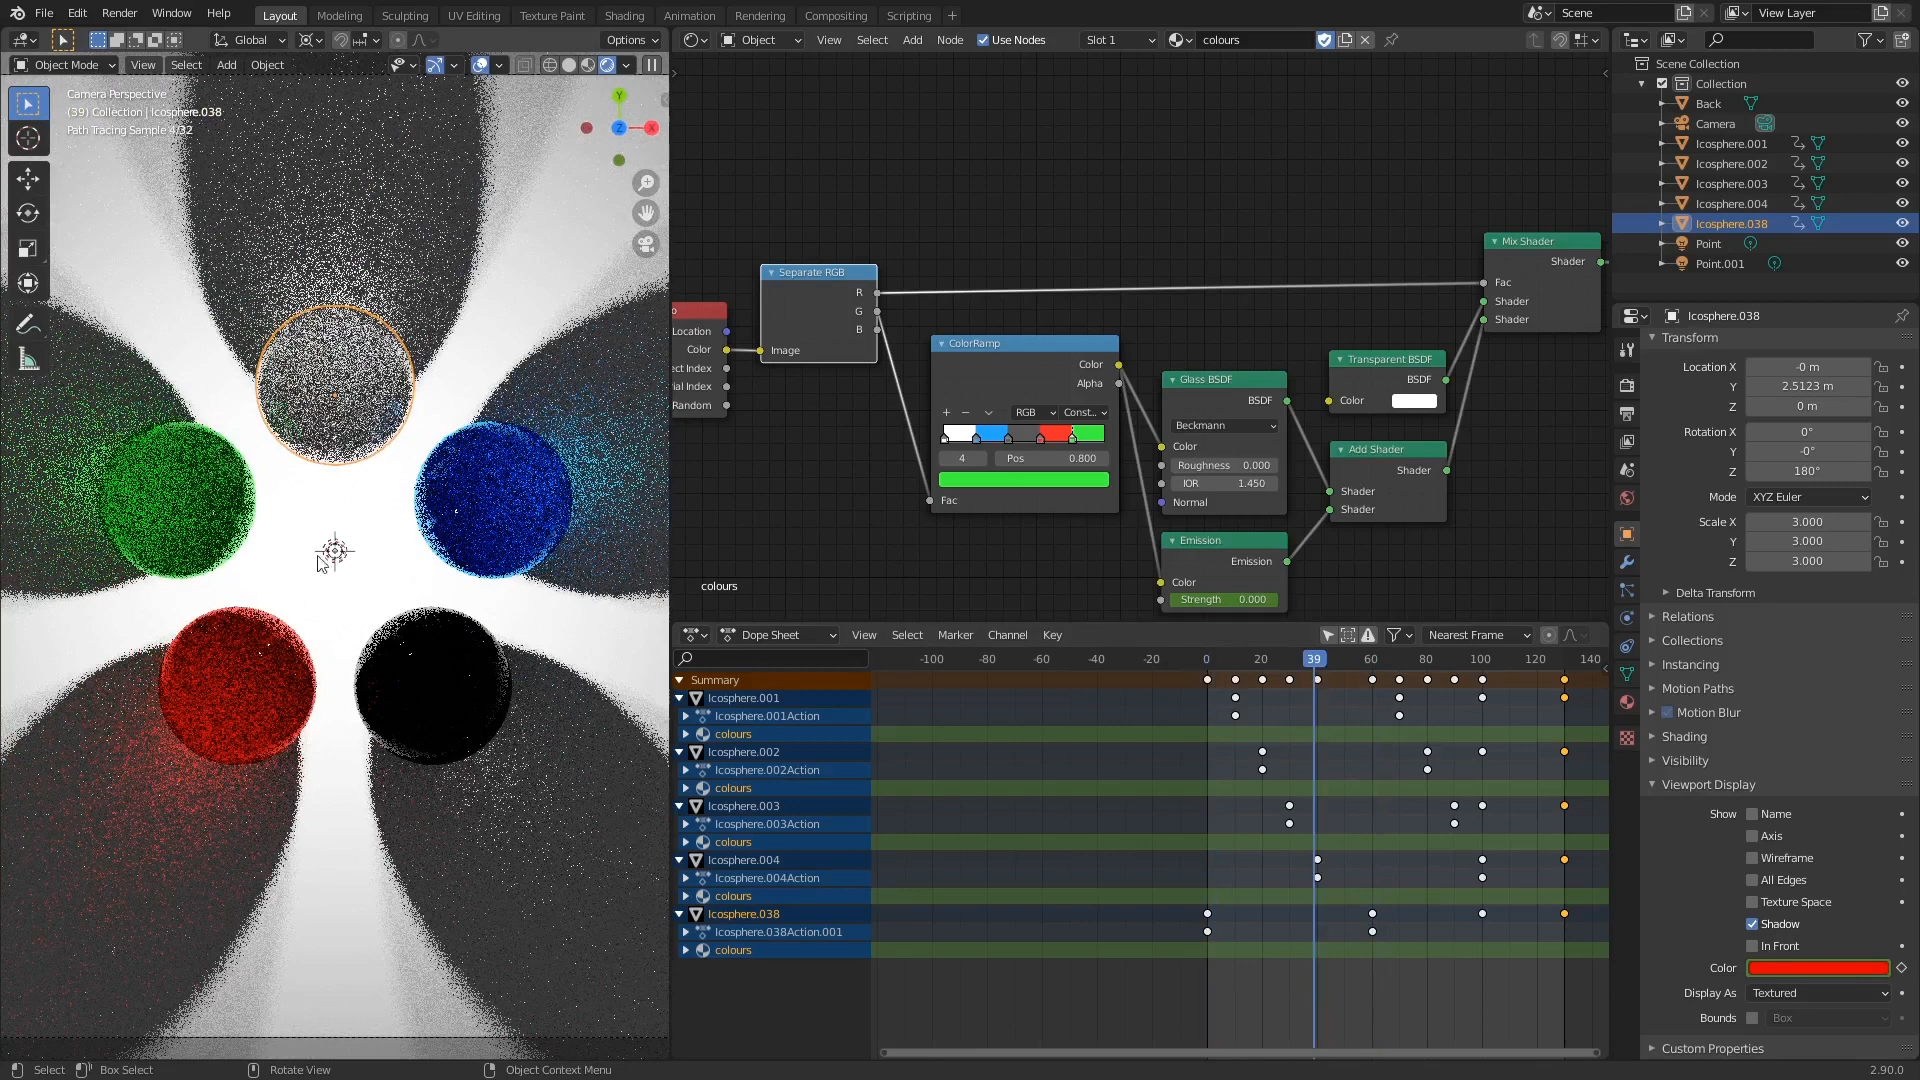 File Edit Render Window Help Layout Modeling Sculpting UV Editing Texture Paint Shading Animation Rendering Compositing Scripting + Scene View Layer
Global Options
Object View Select Add Node Use Nodes Slot 1 colours
Object Mode View Select Add Object
Camera Perspective
(39) Collection | Icosphere.038
Path Tracing Sample 4/32
Y
Z
X
Separate RGB
R
G
B
Image
Location
Color
ect Index
ial Index
Random
ColorRamp
Color
Alpha
+ − RGB Const..
4 Pos 0.800
Fac
Glass BSDF
BSDF
Beckmann
Color
Roughness 0.000
IOR 1.450
Normal
Emission
Emission
Color
Strength 0.000
Transparent BSDF
BSDF
Color
Add Shader
Shader
Shader
Shader
Mix Shader
Shader
Fac
Shader
Shader
colours
Dope Sheet View Select Marker Channel Key Nearest Frame
-100 -80 -60 -40 -20 0 20 39 60 80 100 120 140
Summary
Icosphere.001
Icosphere.001Action
colours
Icosphere.002
Icosphere.002Action
colours
Icosphere.003
Icosphere.003Action
colours
Icosphere.004
Icosphere.004Action
colours
Icosphere.038
Icosphere.038Action.001
colours
Scene Collection
Collection
Back
Camera
Icosphere.001
Icosphere.002
Icosphere.003
Icosphere.004
Icosphere.038
Point
Point.001
Icosphere.038
Transform
Location X -0 m
Y 2.5123 m
Z 0 m
Rotation X 0°
Y -0°
Z 180°
Mode XYZ Euler
Scale X 3.000
Y 3.000
Z 3.000
Delta Transform
Relations
Collections
Instancing
Motion Paths
Motion Blur
Shading
Visibility
Viewport Display
Show Name
Axis
Wireframe
All Edges
Texture Space
Shadow
In Front
Color
Display As Textured
Bounds Box
Custom Properties
Select Box Select Rotate View Object Context Menu 2.90.0